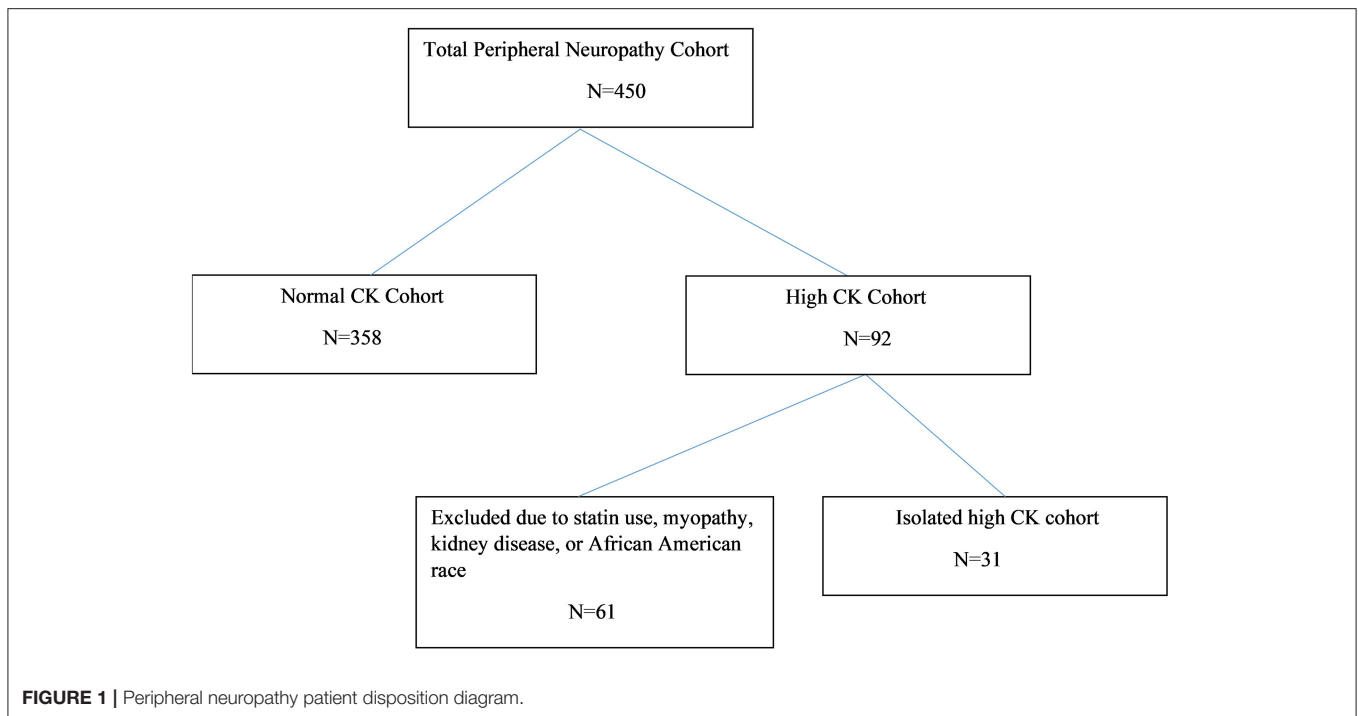 Total Peripheral Neuropathy Cohort
N=450
Normal CK Cohort
N=358
High CK Cohort
N=92
Excluded due to statin use, myopathy,
kidney disease, or African American
race
N=61
Isolated high CK cohort
N=31
FIGURE 1 | Peripheral neuropathy patient disposition diagram.